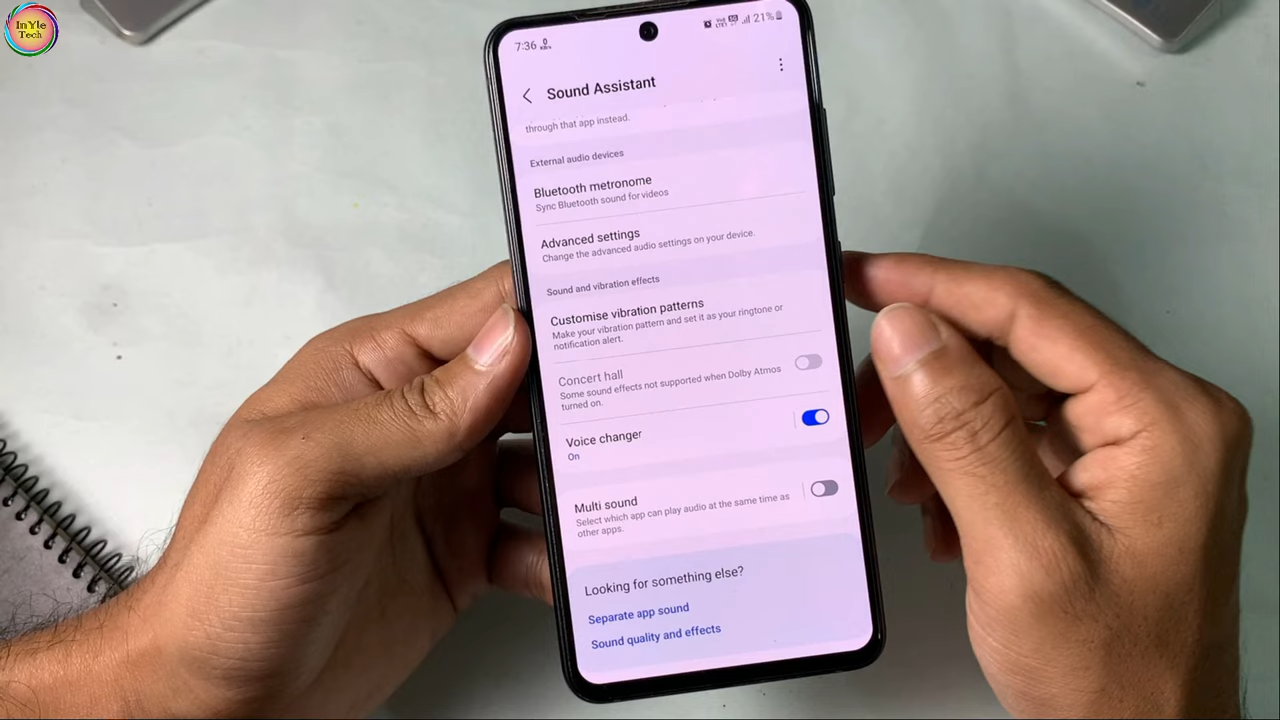 InYle
Tech
7:36
21%
Sound Assistant
through that app instead.
External audio devices
Bluetooth metronome
Sync Bluetooth sound for videos
Advanced settings
Change the advanced audio settings on your device.
Sound and vibration effects
Customise vibration patterns
Make your vibration pattern and set it as your ringtone or
notification alert.
Concert hall
Some sound effects not supported when Dolby Atmos
turned on.
Voice changer
On
Multi sound
Select which app can play audio at the same time as
other apps.
Looking for something else?
Separate app sound
Sound quality and effects